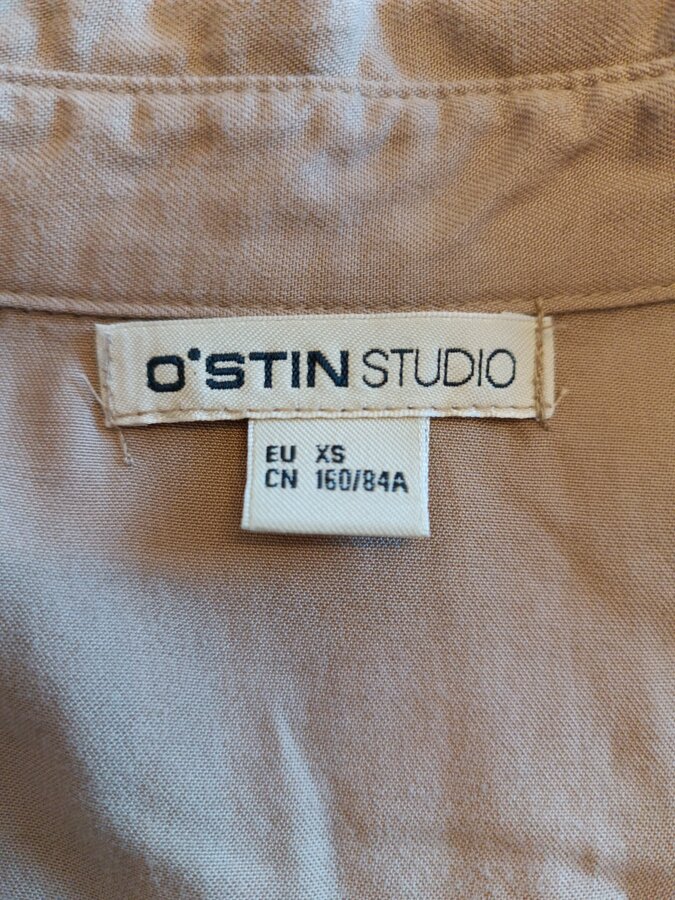 O'STIN STUDIO
EU XS
CN 160/84A